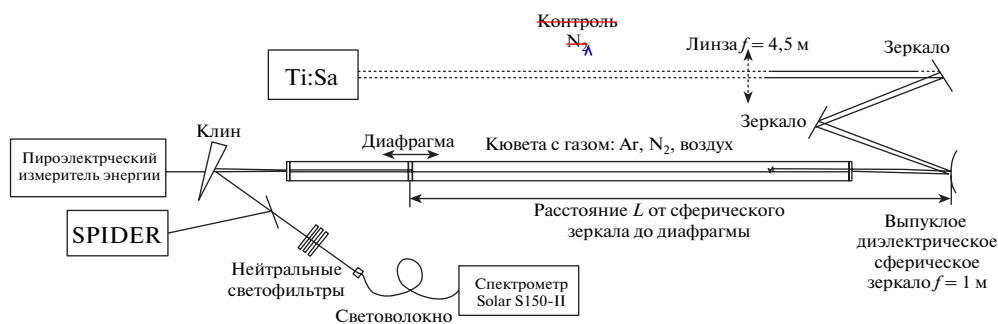 Контроль
N₂
Линза f = 4,5 м
Зеркало
Ti:Sa
Зеркало
Клин
Диафрагма
Кювета с газом: Ar, N₂, воздух
Пироэлектрческий
измеритель энергии
Расстояние L от сферического
зеркала до диафрагмы
SPIDER
Выпуклое
диэлектрическое
сферическое
зеркало f = 1 м
Нейтральные
светофильтры
Спектрометр
Solar S150-II
Световолокно